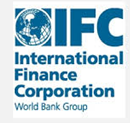 IFC
International
Finance
Corporation
World Bank Group